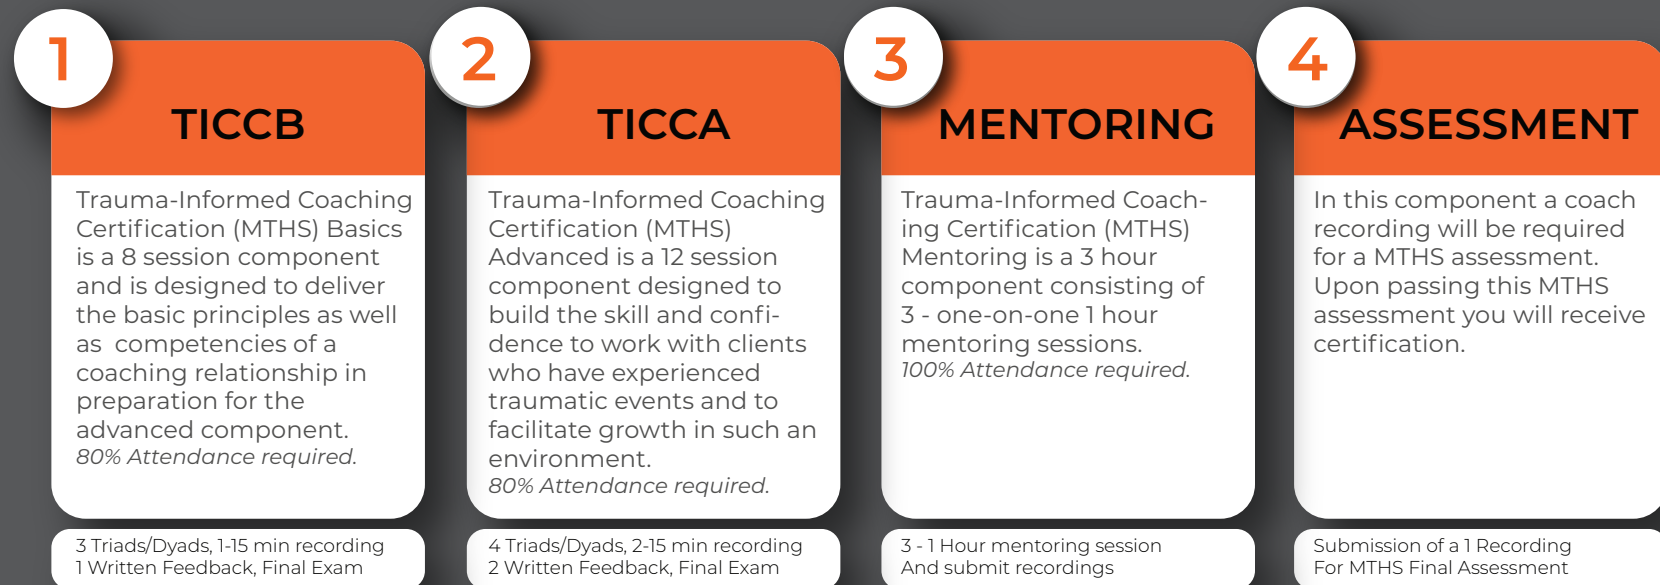 1
TICCB
Trauma-Informed Coaching
Certification (MTHS) Basics
is a 8 session component
and is designed to deliver
the basic principles as well
as  competencies of a
coaching relationship in
preparation for the
advanced component.
80% Attendance required.
3 Triads/Dyads, 1-15 min recording
1 Written Feedback, Final Exam
2
TICCA
Trauma-Informed Coaching
Certification (MTHS)
Advanced is a 12 session
component designed to
build the skill and confi-
dence to work with clients
who have experienced
traumatic events and to
facilitate growth in such an
environment.
80% Attendance required.
4 Triads/Dyads, 2-15 min recording
2 Written Feedback, Final Exam
3
MENTORING
Trauma-Informed Coach-
ing Certification (MTHS)
Mentoring is a 3 hour
component consisting of
3 - one-on-one 1 hour
mentoring sessions.
100% Attendance required.
3 - 1 Hour mentoring session
And submit recordings
4
ASSESSMENT
In this component a coach
recording will be required
for a MTHS assessment.
Upon passing this MTHS
assessment you will receive
certification.
Submission of a 1 Recording
For MTHS Final Assessment